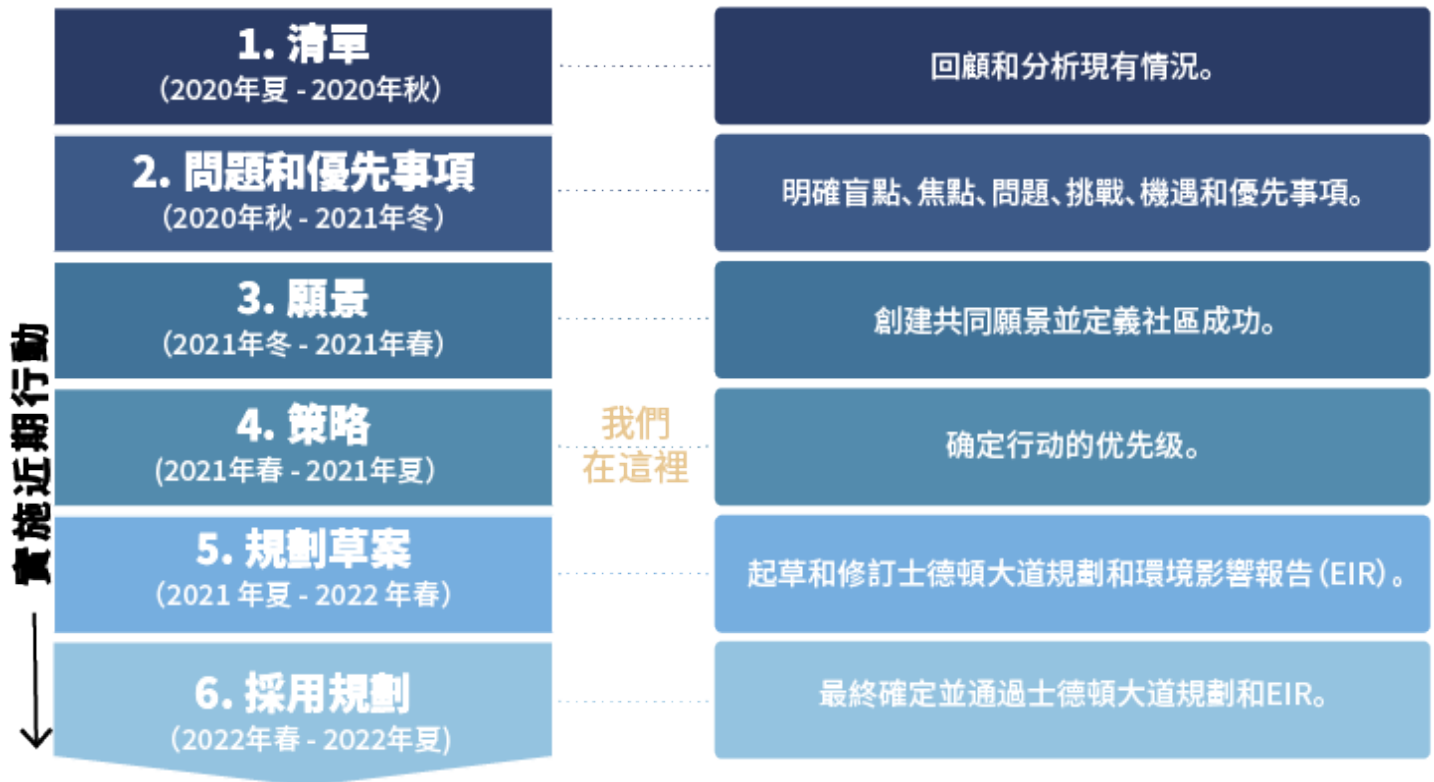 1. 清單
(2020年夏 - 2020年秋)
回顧和分析現有情況。
2. 問題和優先事項
(2020年秋 - 2021年冬)
明確盲點、焦點、問題、挑戰、機遇和優先事項。
3. 願景
(2021年冬 - 2021年春)
創建共同願景並定義社區成功。
4. 策略
(2021年春 - 2021年夏)
我們
在這裡
确定行动的优先级。
5. 規劃草案
(2021 年夏 - 2022 年春)
起草和修訂士德頓大道規劃和環境影響報告(EIR)。
6. 採用規劃
(2022年春 - 2022年夏)
最終確定並通過士德頓大道規劃和EIR。
實施近期行動